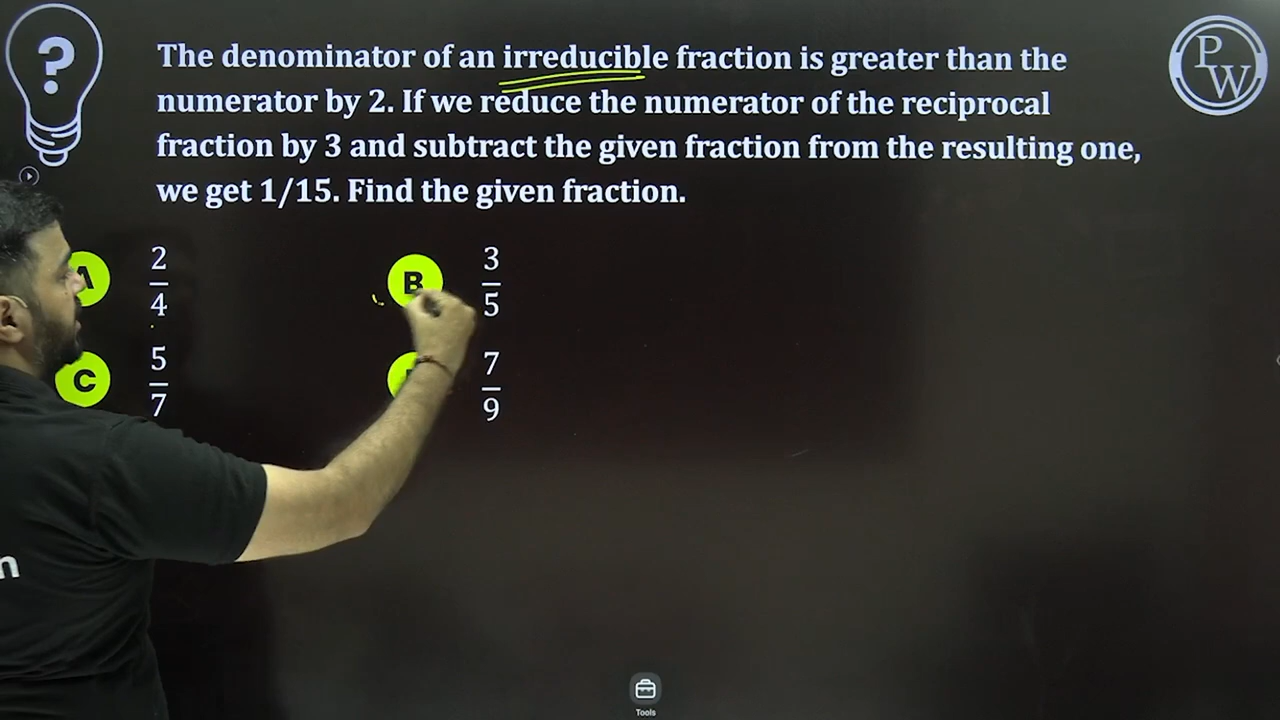 ?
The denominator of an irreducible fraction is greater than the
numerator by 2. If we reduce the numerator of the reciprocal
fraction by 3 and subtract the given fraction from the resulting one,
we get 1/15. Find the given fraction.
PW
A 2/4
B 3/5
C 5/7
7/9
n
Tools